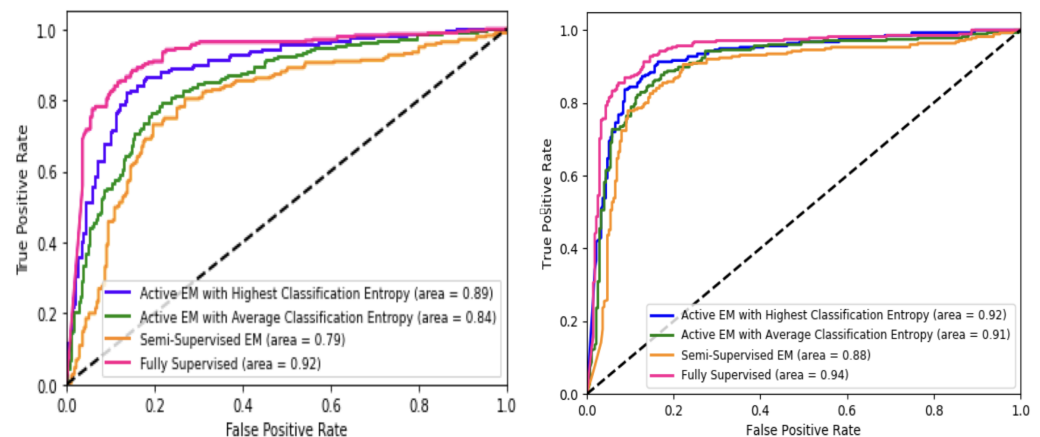 1.0
0.8
0.6
0.4
0.2
0.0
True Positive Rate
Active EM with Highest Classification Entropy (area = 0.89)
Active EM with Average Classification Entropy (area = 0.84)
Semi-Supervised EM (area = 0.79)
Fully Supervised (area = 0.92)
0.0 0.2 0.4 0.6 0.8 1.0
False Positive Rate
1.0
0.8
0.6
0.4
0.2
0.0
True Positive Rate
Active EM with Highest Classification Entropy (area = 0.92)
Active EM with Average Classification Entropy (area = 0.91)
Semi-Supervised EM (area = 0.88)
Fully Supervised (area = 0.94)
0.0 0.2 0.4 0.6 0.8 1.0
False Positive Rate